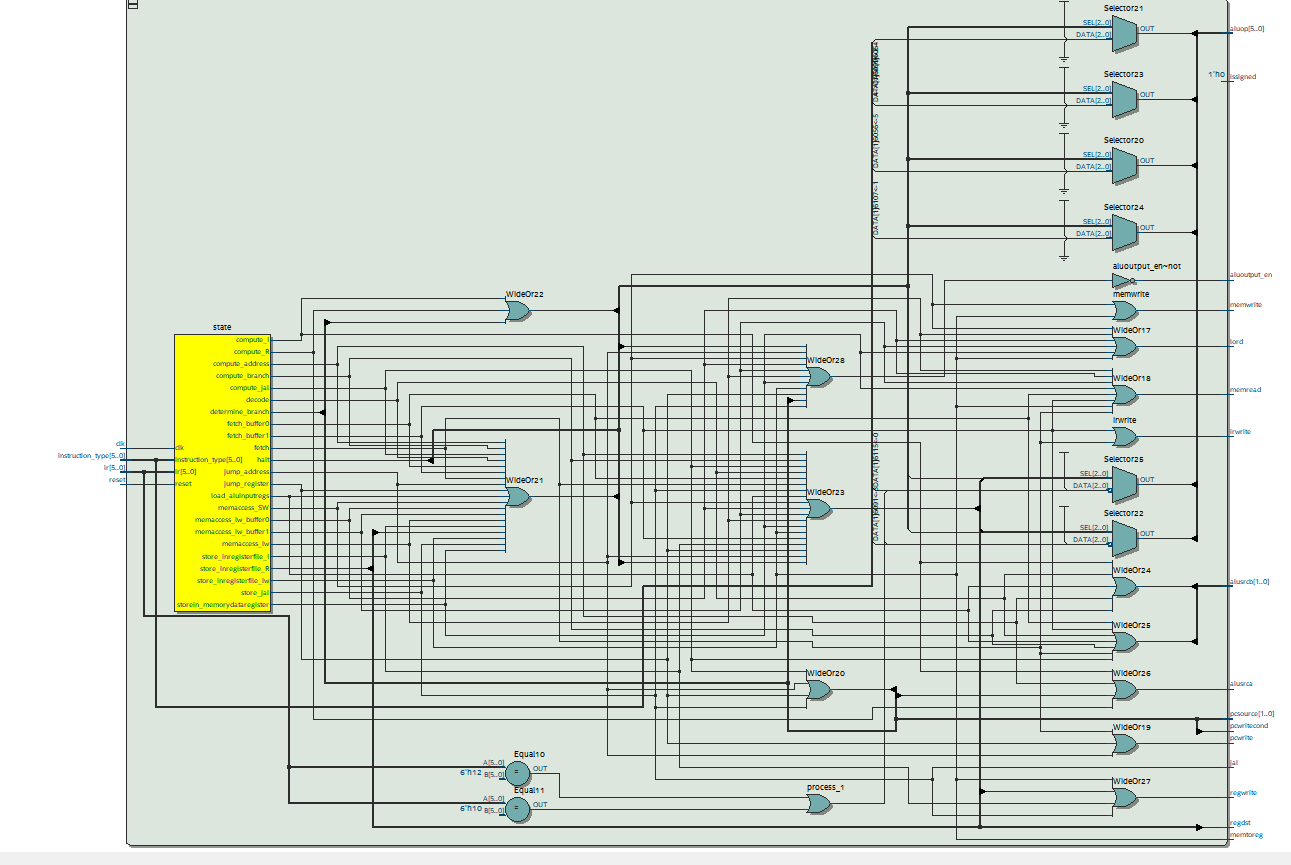 Selector21
SEL[2..0]
DATA[2..0]
OUT
aluop[5..0]
Selector23
1'h0
issigned
SEL[2..0]
DATA[2..0]
OUT
Selector20
SEL[2..0]
DATA[2..0]
OUT
Selector24
SEL[2..0]
DATA[2..0]
OUT
aluoutput_en~not
aluoutput_en
WideOr22
memwrite
memwrite
state
WideOr17
iord
compute_I
compute_R
WideOr28
compute_address
compute_branch
WideOr18
compute_jal
memread
decode
determine_branch
fetch_buffer0
irwrite
fetch_buffer1
irwrite
clk
clk
fetch
instruction_type[5..0]
instruction_type[5..0]
halt
Selector25
ir[5..0]
ir[5..0]
jump_address
SEL[2..0]
reset
reset
jump_register
WideOr21
DATA[2..0]
OUT
load_aluinputregs
WideOr23
memaccess_SW
Selector22
memaccess_lw_buffer0
memaccess_lw_buffer1
SEL[2..0]
memaccess_lw
DATA[2..0]
OUT
store_inregisterfile_I
store_inregisterfile_R
WideOr24
store_inregisterfile_lw
alusrcb[1..0]
store_jal
storein_memorydataregister
WideOr25
WideOr20
WideOr26
alusrca
pcsource[1..0]
pcwritecond
WideOr19
pcwrite
Equal10
A[5..0]
6'h12
B[5..0]
=
OUT
jal
WideOr27
Equal11
process_1
regwrite
A[5..0]
6'h10
B[5..0]
=
OUT
regdst
memtoreg